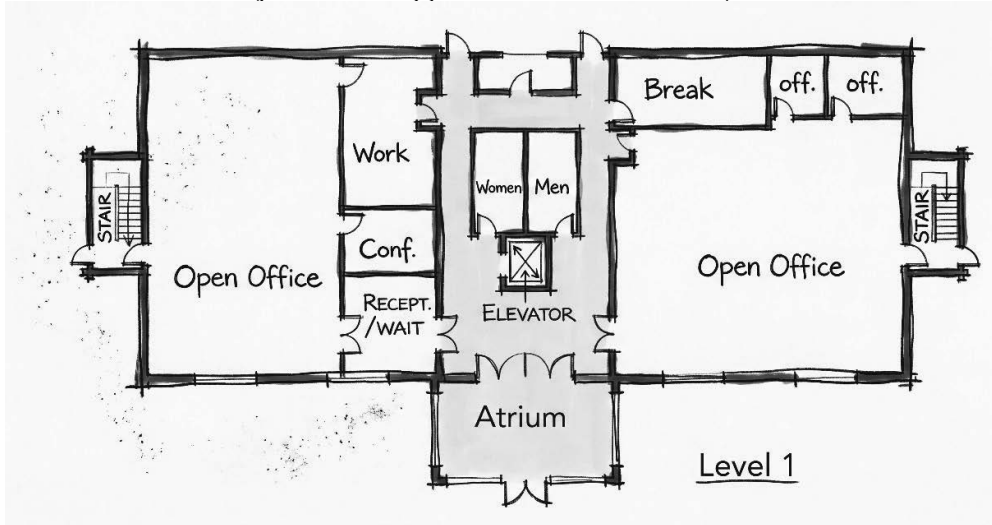 Break
off.
off.
Work
Women
Men
STAIR
STAIR
Conf.
Open Office
Open Office
RECEPT.
/WAIT
ELEVATOR
Atrium
Level 1